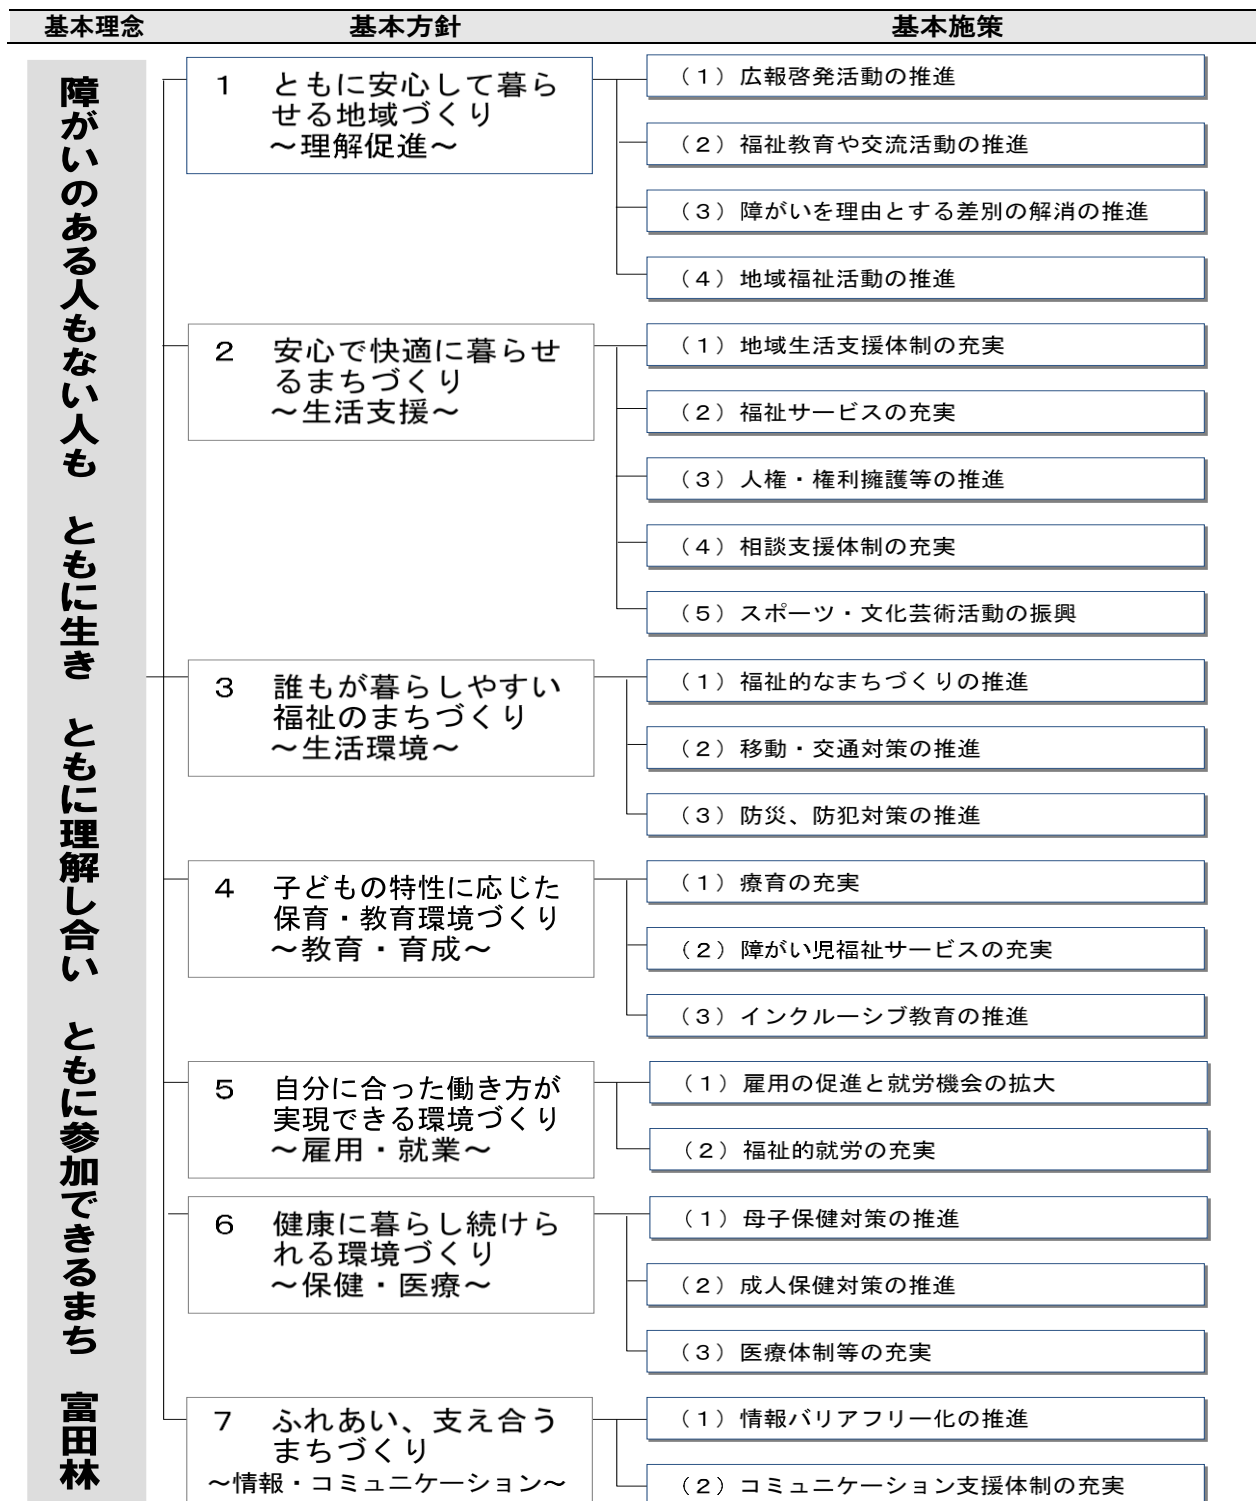 基本理念　基本方針　基本施策
障がいのある人もない人も　ともに生き　ともに理解し合い　ともに参加できるまち　富田林
１　ともに安心して暮ら
せる地域づくり
～理解促進～
（１）広報啓発活動の推進
（２）福祉教育や交流活動の推進
（３）障がいを理由とする差別の解消の推進
（４）地域福祉活動の推進
２　安心で快適に暮らせ
るまちづくり
～生活支援～
（１）地域生活支援体制の充実
（２）福祉サービスの充実
（３）人権・権利擁護等の推進
（４）相談支援体制の充実
（５）スポーツ・文化芸術活動の振興
３　誰もが暮らしやすい
福祉のまちづくり
～生活環境～
（１）福祉的なまちづくりの推進
（２）移動・交通対策の推進
（３）防災、防犯対策の推進
４　子どもの特性に応じた
保育・教育環境づくり
～教育・育成～
（１）療育の充実
（２）障がい児福祉サービスの充実
（３）インクルーシブ教育の推進
５　自分に合った働き方が
実現できる環境づくり
～雇用・就業～
（１）雇用の促進と就労機会の拡大
（２）福祉的就労の充実
６　健康に暮らし続けら
れる環境づくり
～保健・医療～
（１）母子保健対策の推進
（２）成人保健対策の推進
（３）医療体制等の充実
７　ふれあい、支え合う
まちづくり
～情報・コミュニケーション～
（１）情報バリアフリー化の推進
（２）コミュニケーション支援体制の充実